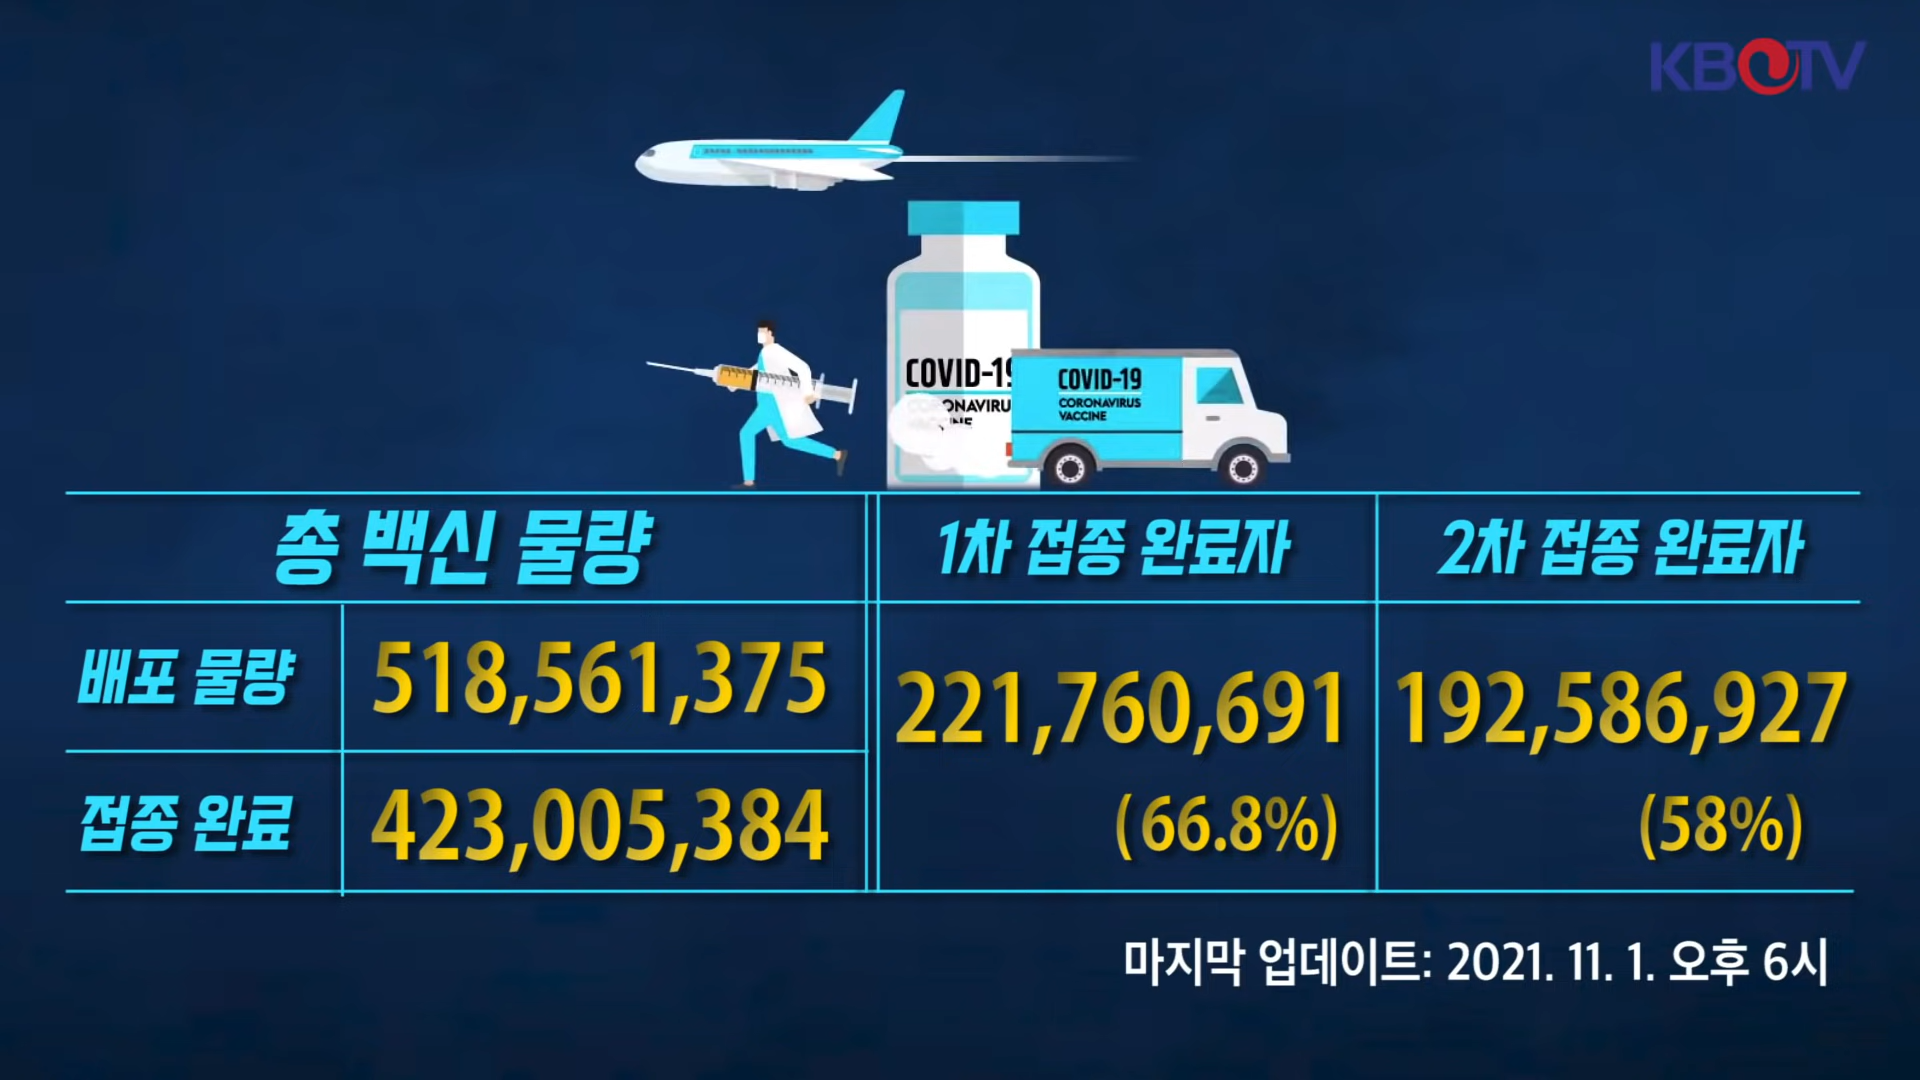 KBTV
COVID-19
CORONAVIRUS
VACCINE
총 백신 물량
1차 접종 완료자
2차 접종 완료자
배포 물량
518,561,375
221,760,691
192,586,927
접종 완료
423,005,384
(66.8%)
(58%)
마지막 업데이트: 2021. 11. 1. 오후 6시